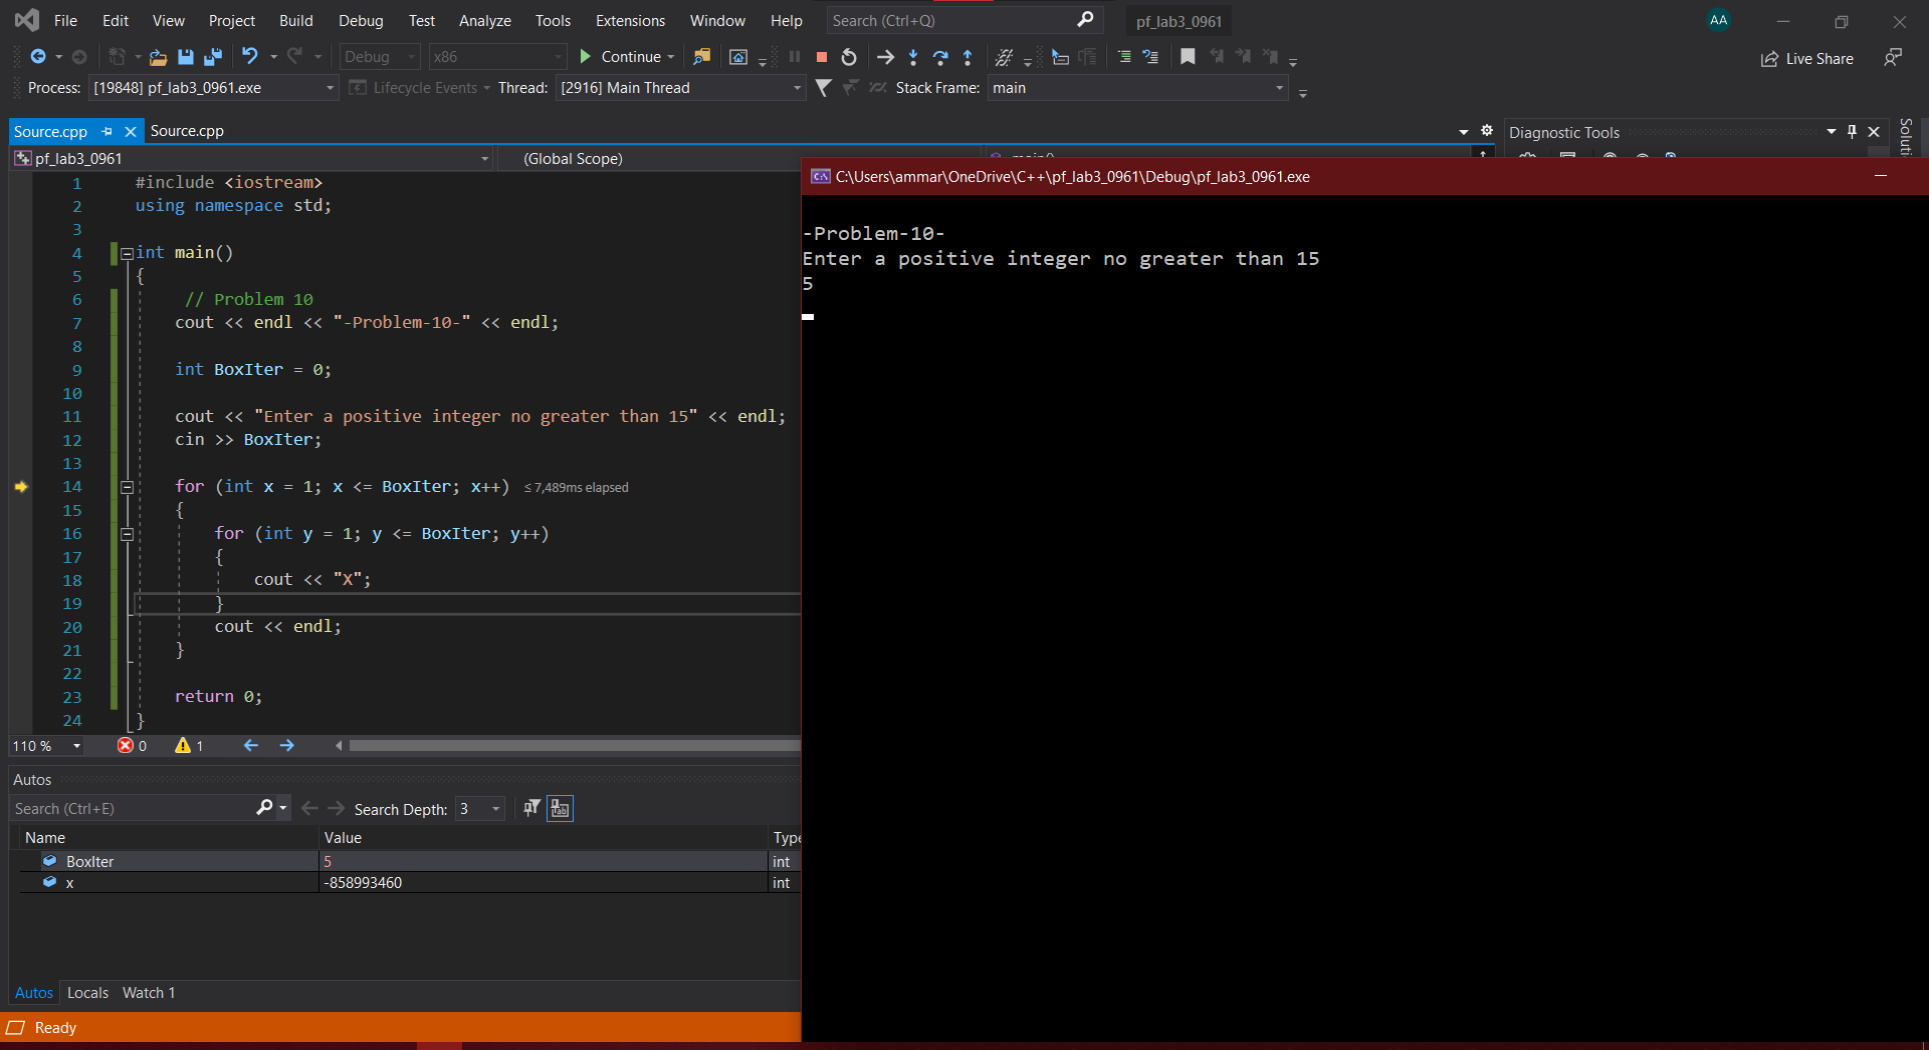 File Edit View Project Build Debug Test Analyze Tools Extensions Window Help Search (Ctrl+Q) pf_lab3_0961 AA
Debug x86 Continue Live Share
Process: [19848] pf_lab3_0961.exe Lifecycle Events Thread: [2916] Main Thread Stack Frame: main
Source.cpp Source.cpp
pf_lab3_0961 (Global Scope) main()
1 #include <iostream>
2 using namespace std;
3
4 int main()
5 {
6 // Problem 10
7 cout << endl << "-Problem-10-" << endl;
8
9 int BoxIter = 0;
10
11 cout << "Enter a positive integer no greater than 15" << endl;
12 cin >> BoxIter;
13
14 for (int x = 1; x <= BoxIter; x++) ≤ 7,489ms elapsed
15 {
16 for (int y = 1; y <= BoxIter; y++)
17 {
18 cout << "X";
19 }
20 cout << endl;
21 }
22
23 return 0;
24 }
110 % 0 1
Autos
Search (Ctrl+E) Search Depth: 3
Name Value Type
BoxIter 5 int
x -858993460 int
Autos Locals Watch 1
Ready
Diagnostic Tools
Soluti
C:\Users\ammar\OneDrive\C++\pf_lab3_0961\Debug\pf_lab3_0961.exe
-Problem-10-
Enter a positive integer no greater than 15
5